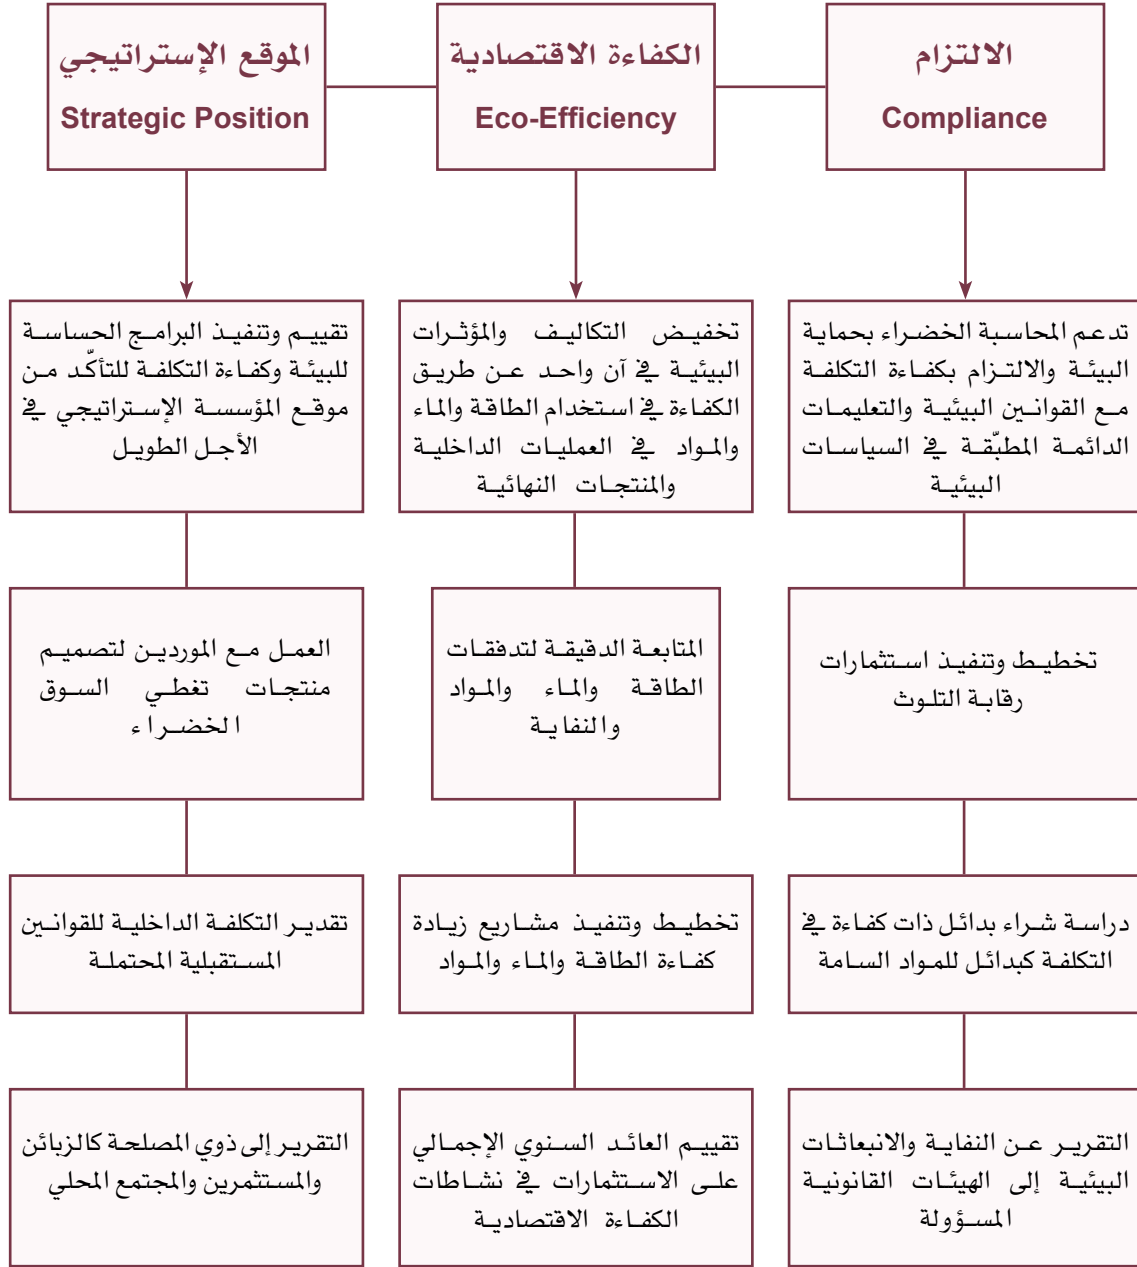 الالتزام
Compliance
الكفاءة الاقتصادية
Eco-Efficiency
الموقع الإستراتيجي
Strategic Position
تدعم المحاسبة الخضراء بحماية
البيئة والالتزام بكفاءة التكلفة
مع القوانين البيئية والتعليمات
الدائمة المطبّقة في السياسات
البيئية
تخفيض التكاليف والمؤثرات
البيئية في آن واحد عن طريق
الكفاءة في استخدام الطاقة والماء
والمواد في العمليات الداخلية
والمنتجات النهائية
تقييم وتنفيذ البرامج الحساسة
للبيئة وكفاءة التكلفة للتأكّد من
موقع المؤسسة الإستراتيجي في
الأجل الطويل
تخطيط وتنفيذ استثمارات
رقابة التلوث
المتابعة الدقيقة لتدفقات
الطاقة والماء والمواد
والنفاية
العمل مع الموردين لتصميم
منتجات تغطي السوق
الخضراء
دراسة شراء بدائل ذات كفاءة في
التكلفة كبدائل للمواد السامة
تخطيط وتنفيذ مشاريع زيادة
كفاءة الطاقة والماء والمواد
تقدير التكلفة الداخلية للقوانين
المستقبلية المحتملة
التقرير عن النفاية والانبعاثات
البيئية إلى الهيئات القانونية
المسؤولة
تقييم العائد السنوي الإجمالي
على الاستثمارات في نشاطات
الكفاءة الاقتصادية
التقرير إلى ذوي المصلحة كالزبائن
والمستثمرين والمجتمع المحلي